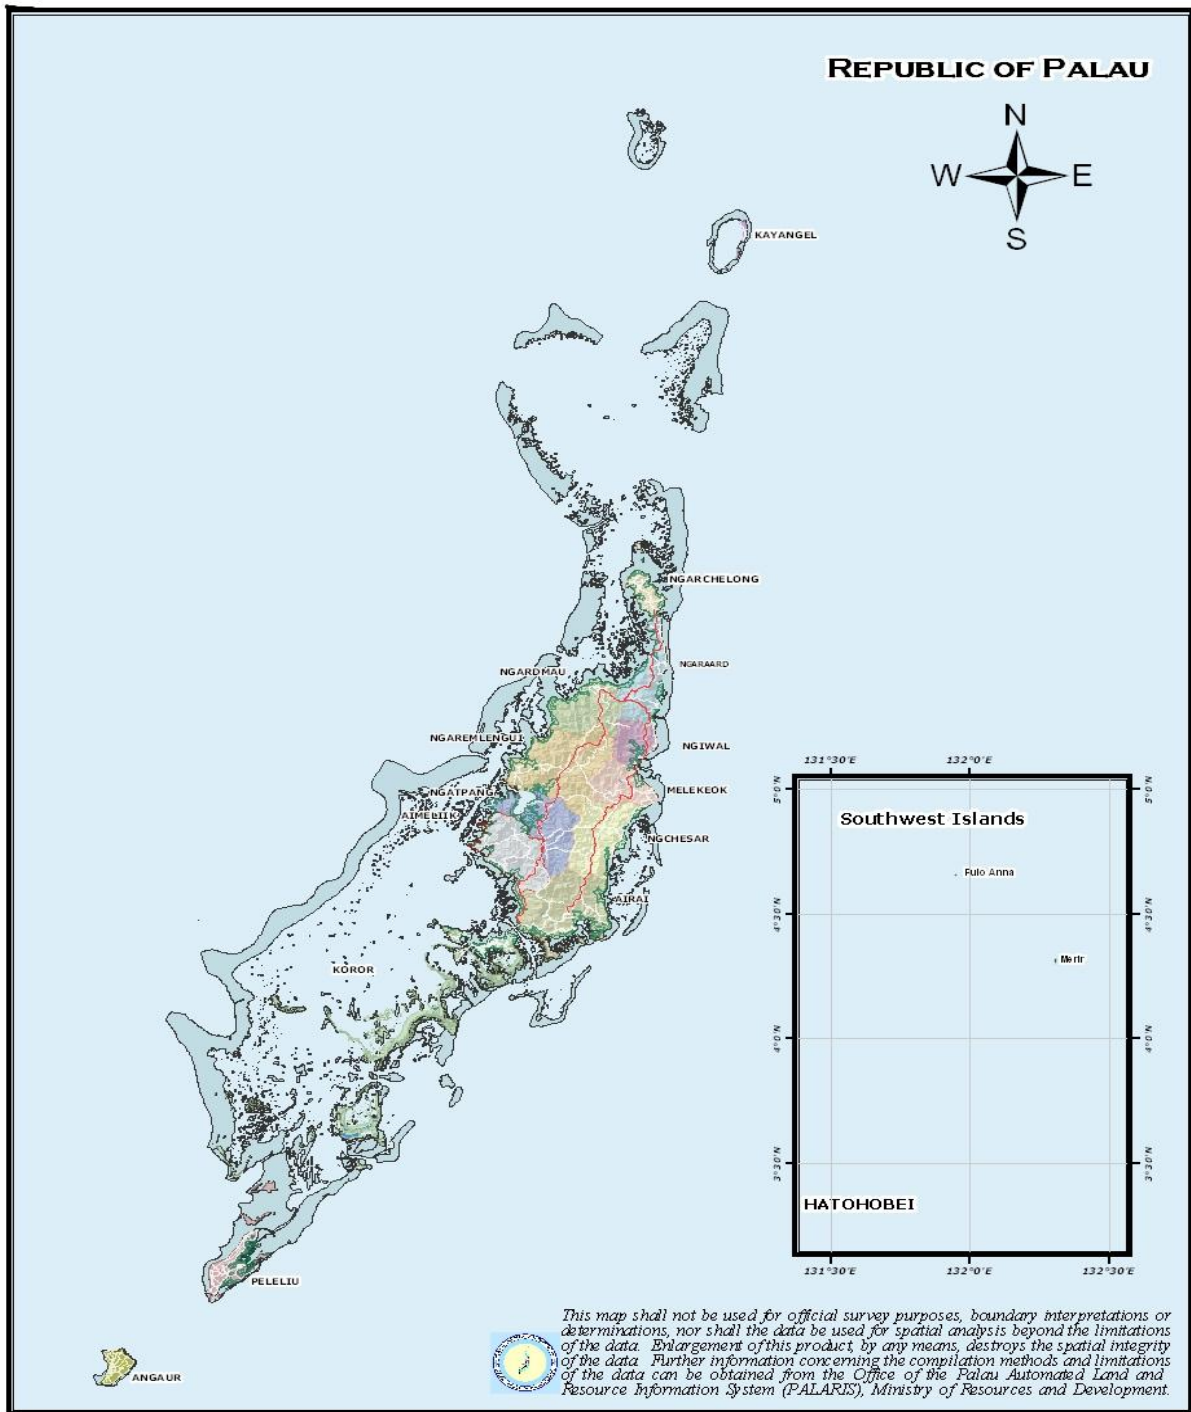 REPUBLIC OF PALAU
N
W E
S
KAYANGEL
NGARCHELONG
NGARAARD
NGARDMAU
NGAREMLENGUI
NGIWAL
NGATPANG
MELEKEOK
AIMELIIK
NGCHESAR
AIRAI
KOROR
PELELIU
ANGAUR
131°30'E 132°0'E
5°0'N 5°0'N
Southwest Islands
Pulo Anna
4°30'N 4°30'N
Merir
4°0'N 4°0'N
3°30'N 3°30'N
HATOHOBEI
131°30'E 132°0'E 132°30'E
This map shall not be used for official survey purposes, boundary interpretations or
determinations, nor shall the data be used for spatial analysis beyond the limitations
of the data. Enlargement of this product, by any means, destroys the spatial integrity
of the data. Further information concerning the compilation methods and limitations
of the data can be obtained from the Office of the Palau Automated Land and
Resource Information System (PALARIS), Ministry of Resources and Development.